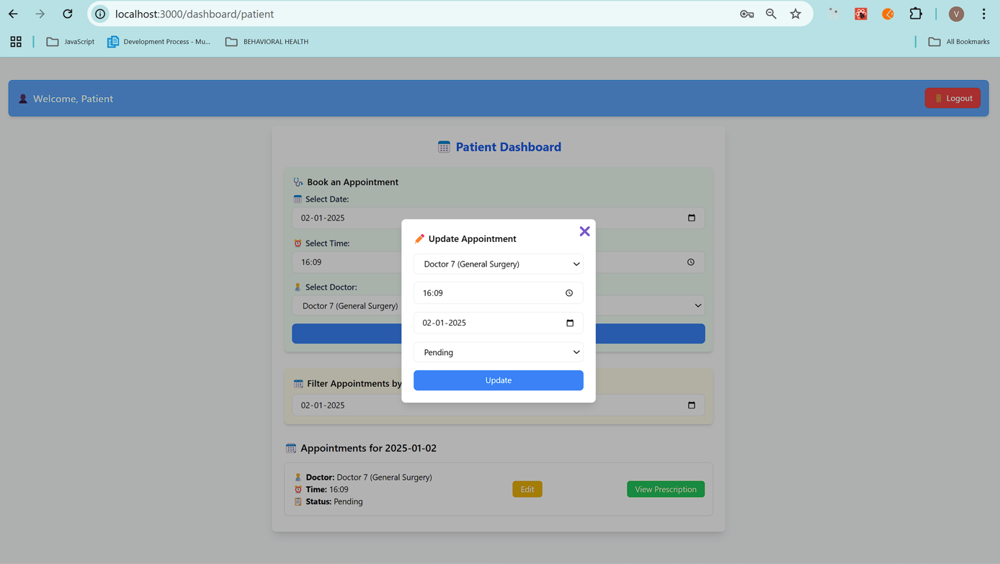 localhost:3000/dashboard/patient
V
JavaScript
Development Process - Mu...
BEHAVIORAL HEALTH
All Bookmarks
Welcome, Patient
Logout
Patient Dashboard
Book an Appointment
Select Date:
02-01-2025
Select Time:
16:09
Select Doctor:
Doctor 7 (General Surgery)
Update Appointment
Doctor 7 (General Surgery)
16:09
02-01-2025
Pending
Update
Filter Appointments by
02-01-2025
Appointments for 2025-01-02
Doctor: Doctor 7 (General Surgery)
Time: 16:09
Status: Pending
Edit
View Prescription